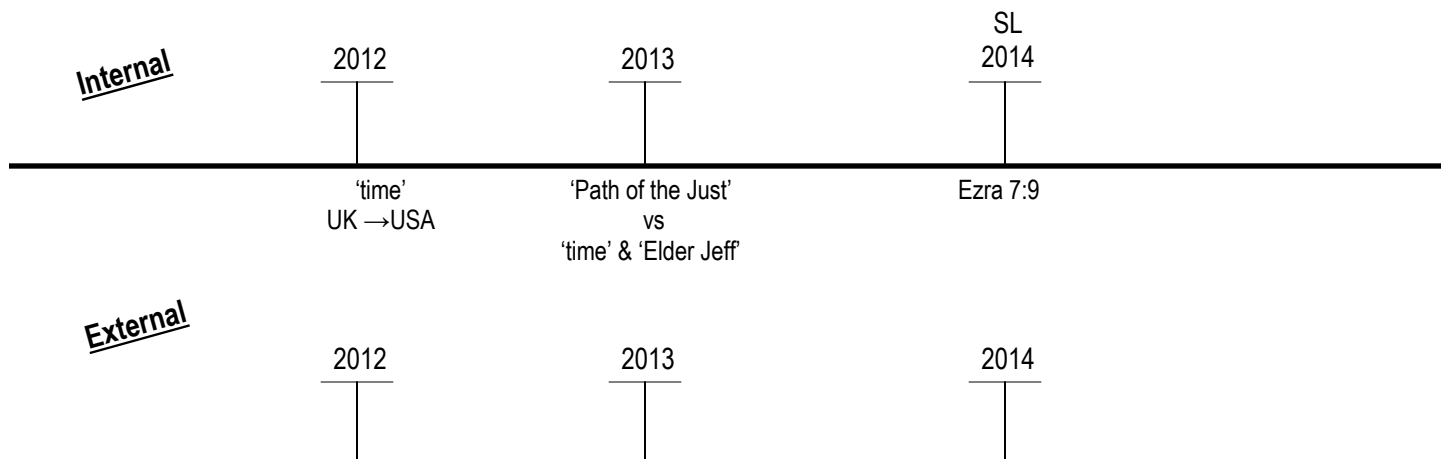 Internal
2012
2013
SL
2014
‘time’
UK →USA
‘Path of the Just’
vs
‘time’ & ‘Elder Jeff’
Ezra 7:9
External
2012
2013
2014